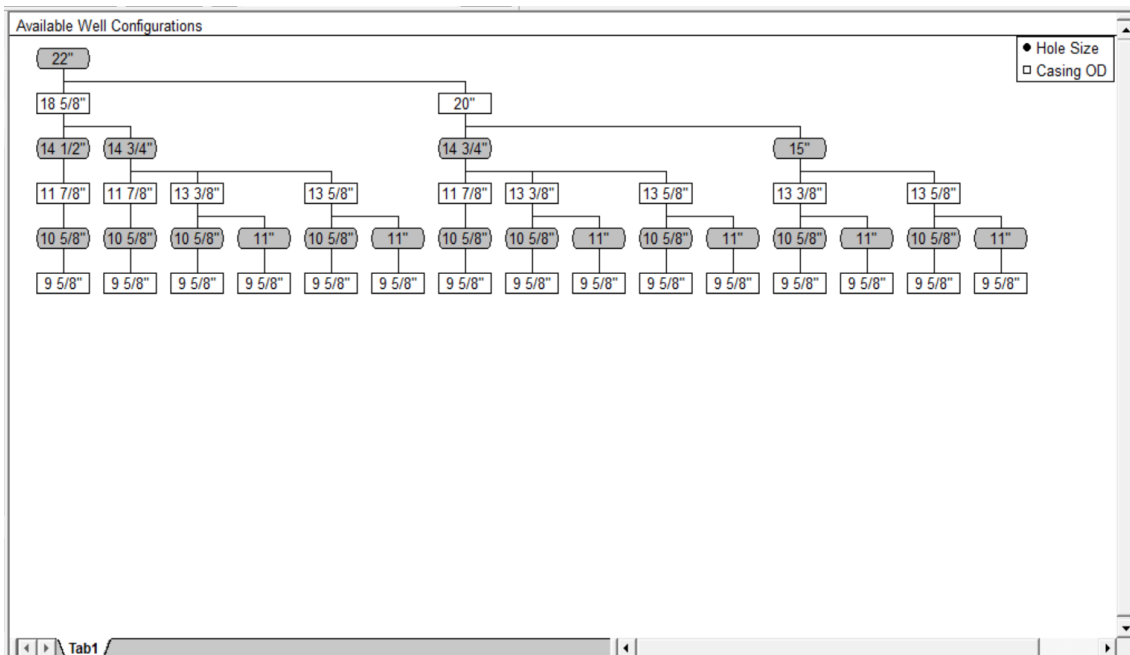 Available Well Configurations
Hole Size
Casing OD
22"
18 5/8" 20"
14 1/2" 14 3/4" 14 3/4" 15"
11 7/8" 11 7/8" 13 3/8" 13 5/8" 11 7/8" 13 3/8" 13 5/8" 13 3/8" 13 5/8"
10 5/8" 10 5/8" 10 5/8" 11" 10 5/8" 11" 10 5/8" 10 5/8" 11" 10 5/8" 11" 10 5/8" 11" 10 5/8" 11"
9 5/8" 9 5/8" 9 5/8" 9 5/8" 9 5/8" 9 5/8" 9 5/8" 9 5/8" 9 5/8" 9 5/8" 9 5/8" 9 5/8" 9 5/8" 9 5/8" 9 5/8"
Tab1